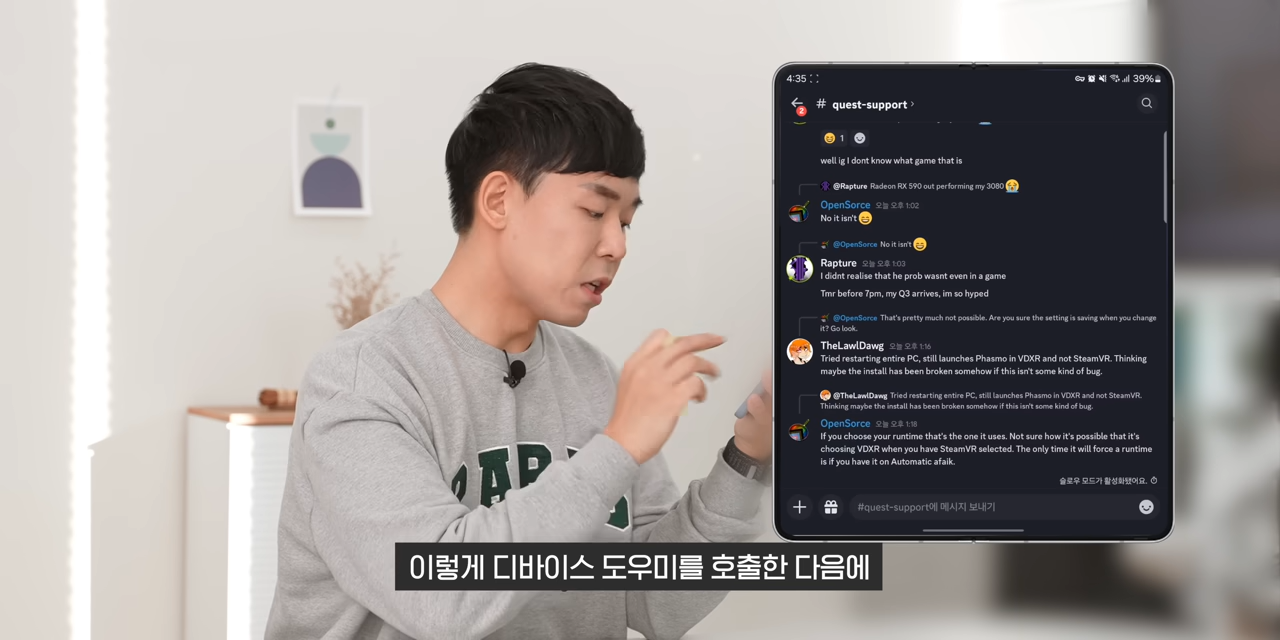 4:35
39%
2
# quest-support ›
1
well ig I dont know what game that is
@Rapture Radeon RX 590 out performing my 3080 😭
OpenSorce 오늘 오후 1:02
No it isn't 😄
@OpenSorce No it isn't 😄
Rapture 오늘 오후 1:03
I didnt realise that he prob wasnt even in a game
Tmr before 7pm, my Q3 arrives, im so hyped
@OpenSorce That's pretty much not possible. Are you sure the setting is saving when you change
it? Go look.
TheLawlDawg 오늘 오후 1:16
Tried restarting entire PC, still launches Phasmo in VDXR and not SteamVR. Thinking
maybe the install has been broken somehow if this isn't some kind of bug.
@TheLawlDawg Tried restarting entire PC, still launches Phasmo in VDXR and not SteamVR.
Thinking maybe the install has been broken somehow if this isn't some kind of bug.
OpenSorce 오늘 오후 1:18
If you choose your runtime that's the one it uses. Not sure how it's possible that it's
choosing VDXR when you have SteamVR selected. The only time it will force a runtime
is if you have it on Automatic afaik.
슬로우 모드가 활성화됐어요.
#quest-support에 메시지 보내기
이렇게 디바이스 도우미를 호출한 다음에